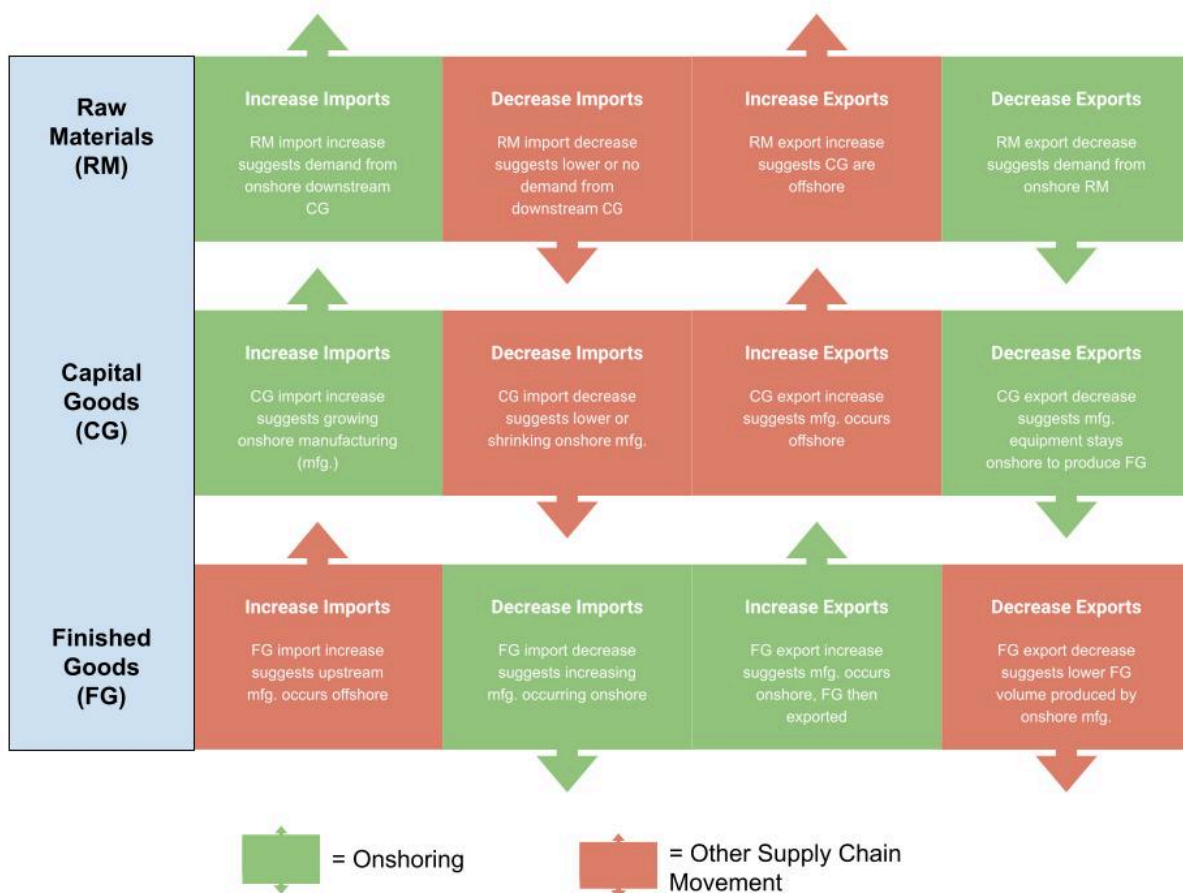 Raw
Materials
(RM)
Increase Imports
RM import increase
suggests demand from
onshore downstream
CG
Decrease Imports
RM import decrease
suggests lower or no
demand from
downstream CG
Increase Exports
RM export increase
suggests CG are
offshore
Decrease Exports
RM export decrease
suggests demand from
onshore RM
Capital
Goods
(CG)
Increase Imports
CG import increase
suggests growing
onshore manufacturing
(mfg.)
Decrease Imports
CG import decrease
suggests lower or
shrinking onshore mfg.
Increase Exports
CG export increase
suggests mfg. occurs
offshore
Decrease Exports
CG export decrease
suggests mfg.
equipment stays
onshore to produce FG
Finished
Goods
(FG)
Increase Imports
FG import increase
suggests upstream
mfg. occurs offshore
Decrease Imports
FG import decrease
suggests increasing
mfg. occurring onshore
Increase Exports
FG export increase
suggests mfg. occurs
onshore, FG then
exported
Decrease Exports
FG export decrease
suggests lower FG
volume produced by
onshore mfg.
= Onshoring
= Other Supply Chain
Movement